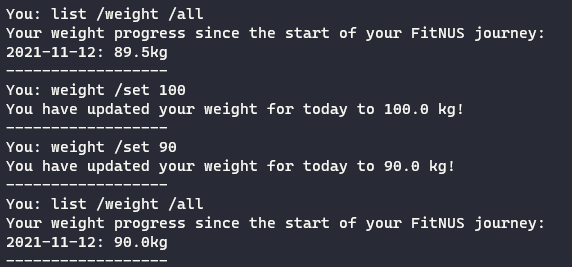 You: list /weight /all
Your weight progress since the start of your FitNUS journey:
2021-11-12: 89.5kg
------------------
You: weight /set 100
You have updated your weight for today to 100.0 kg!
------------------
You: weight /set 90
You have updated your weight for today to 90.0 kg!
------------------
You: list /weight /all
Your weight progress since the start of your FitNUS journey:
2021-11-12: 90.0kg
------------------